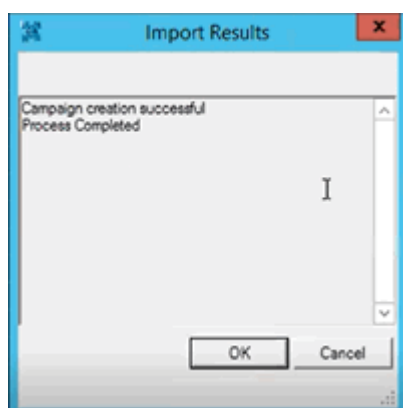 Import Results
x
Campaign creation successful
Process Completed
OK
Cancel